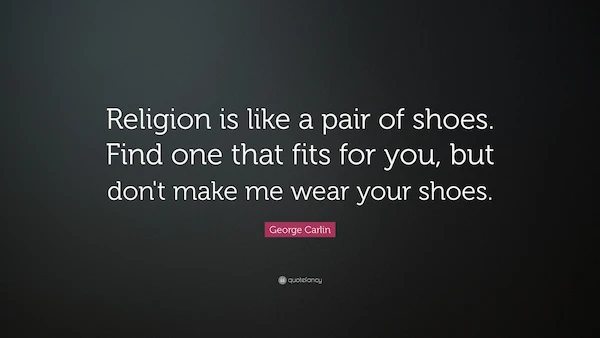 Religion is like a pair of shoes.
Find one that fits for you, but
don't make me wear your shoes.
George Carlin
quotefancy